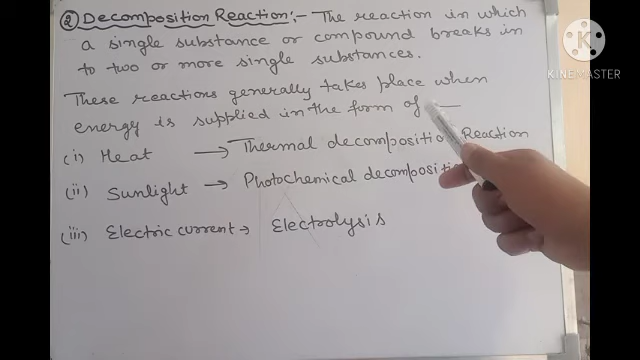 ② Decomposition Reaction:- The reaction in which
a single substance or compound breaks in
to two or more single substances.
These reactions generally takes place when
energy is supplied in the form of —
(i) Heat → Thermal decomposition Reaction
(ii) Sunlight → Photochemical decompositi
(iii) Electric current → Electrolysis
KINEMASTER